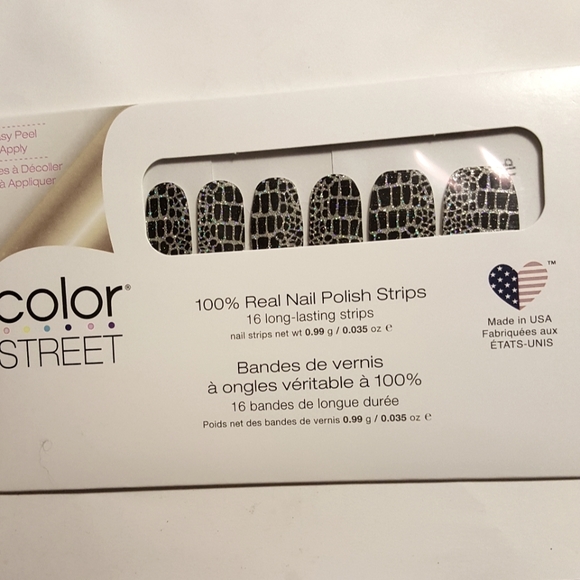 sy Peel
Apply
es à Décoller
à Appliquer
color®
STREET
100% Real Nail Polish Strips
16 long-lasting strips
nail strips net wt 0.99 g / 0.035 oz ℮
Bandes de vernis
à ongles véritable à 100%
16 bandes de longue durée
Poids net des bandes de vernis 0.99 g / 0.035 oz ℮
™
Made in USA
Fabriquées aux
ÉTATS-UNIS